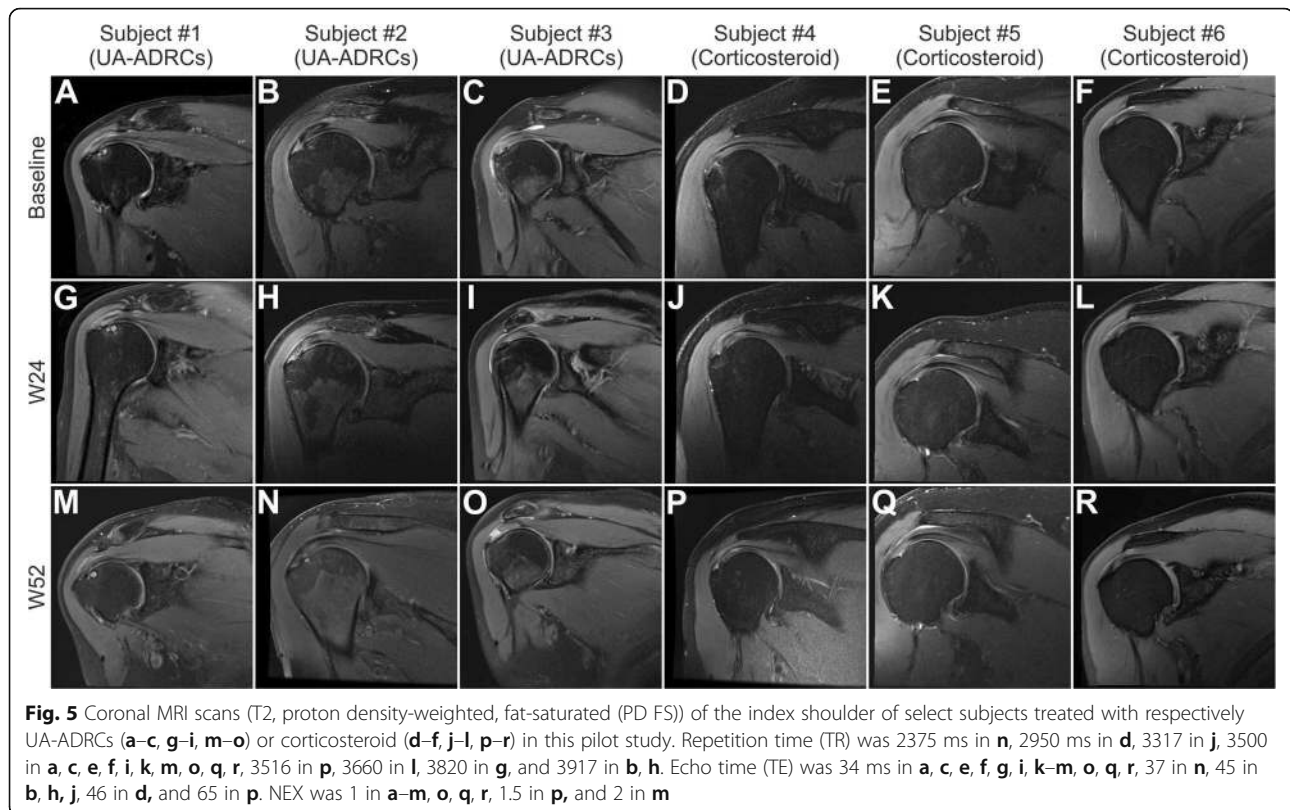 Subject #1 Subject #2 Subject #3 Subject #4 Subject #5 Subject #6
(UA-ADRCs) (UA-ADRCs) (UA-ADRCs) (Corticosteroid) (Corticosteroid) (Corticosteroid)
Baseline
A B C D E F
W24
G H I J K L
W52
M N O P Q R
Fig. 5 Coronal MRI scans (T2, proton density-weighted, fat-saturated (PD FS)) of the index shoulder of select subjects treated with respectively
UA-ADRCs (a–c, g–i, m–o) or corticosteroid (d–f, j–l, p–r) in this pilot study. Repetition time (TR) was 2375 ms in n, 2950 ms in d, 3317 in j, 3500
in a, c, e, f, i, k, m, o, q, r, 3516 in p, 3660 in l, 3820 in g, and 3917 in b, h. Echo time (TE) was 34 ms in a, c, e, f, g, i, k–m, o, q, r, 37 in n, 45 in
b, h, j, 46 in d, and 65 in p. NEX was 1 in a–m, o, q, r, 1.5 in p, and 2 in m